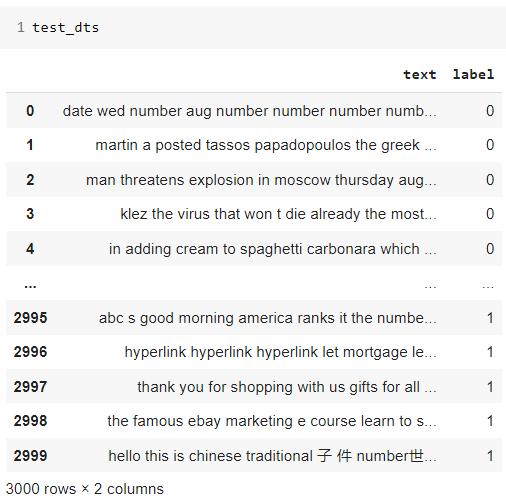 1 test_dts
text label
0 date wed number aug number number number numb... 0
1 martin a posted tassos papadopoulos the greek ... 0
2 man threatens explosion in moscow thursday aug... 0
3 klez the virus that won t die already the most... 0
4 in adding cream to spaghetti carbonara which ... 0
... ... ...
2995 abc s good morning america ranks it the numbe... 1
2996 hyperlink hyperlink hyperlink let mortgage le... 1
2997 thank you for shopping with us gifts for all ... 1
2998 the famous ebay marketing e course learn to s... 1
2999 hello this is chinese traditional 子 件 number世... 1
3000 rows × 2 columns